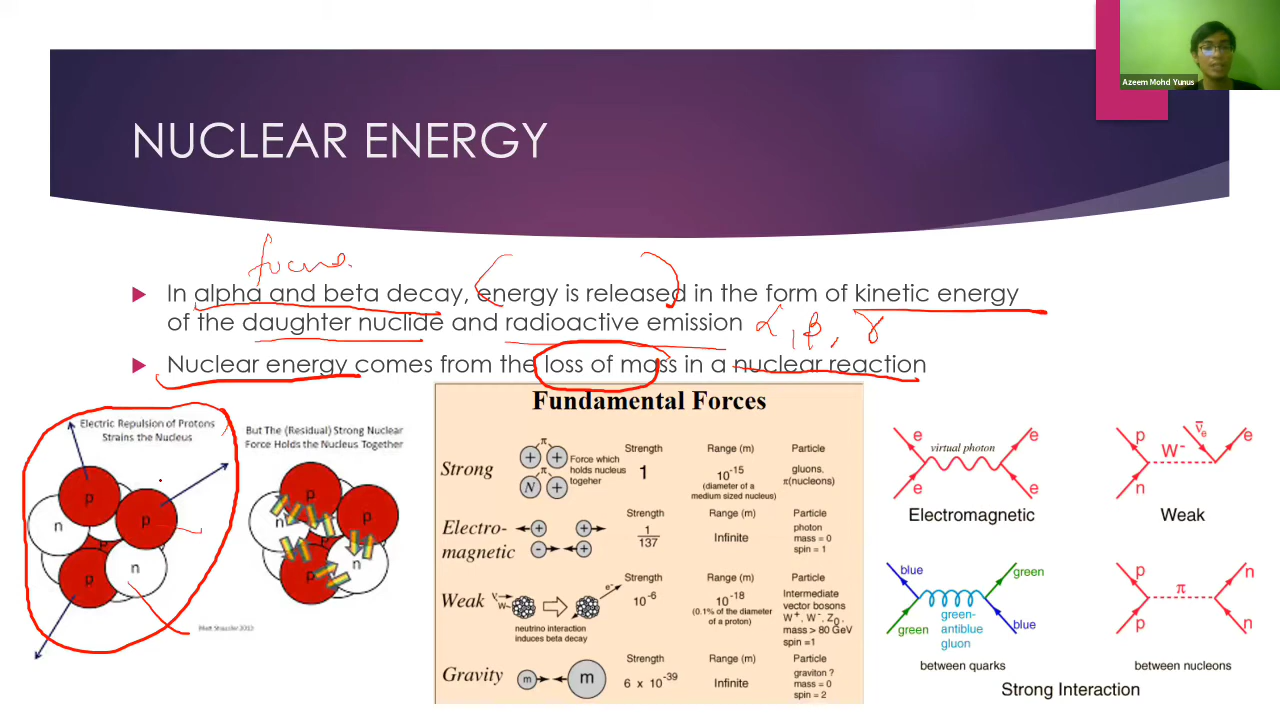 Azeem Mohd Yunus
NUCLEAR ENERGY
focus
In alpha and beta decay, energy is released in the form of kinetic energy
of the daughter nuclide and radioactive emission α, β, γ
Nuclear energy comes from the loss of mass in a nuclear reaction
Electric Repulsion of Protons
Strains the Nucleus
p
n
p
p
p
n
But The (Residual) Strong Nuclear
Force Holds the Nucleus Together
p
n
p
p
p
n
(Matt Strassler 2013)
Fundamental Forces
Strong
π
+ +
π
N +
Force which
holds nucleus
togeher
Strength
1
Range (m)
10⁻¹⁵
(diameter of a
medium sized nucleus)
Particle
gluons,
π(nucleons)
Electro-
magnetic
+ +
- +
Strength
1
137
Range (m)
Infinite
Particle
photon
mass = 0
spin = 1
Weak
ν
W
e⁻
neutrino interaction
induces beta decay
Strength
10⁻⁶
Range (m)
10⁻¹⁸
(0.1% of the diameter
of a proton)
Particle
Intermediate
vector bosons
W⁺, W⁻, Z₀,
mass > 80 GeV
spin =1
Gravity
m m
Strength
6 x 10⁻³⁹
Range (m)
Infinite
Particle
graviton ?
mass = 0
spin = 2
e e
virtual photon
e e
Electromagnetic
p ν̄e e
W⁻
n
Weak
blue green
green-
antiblue
gluon
green blue
between quarks
p n
π
p n
between nucleons
Strong Interaction